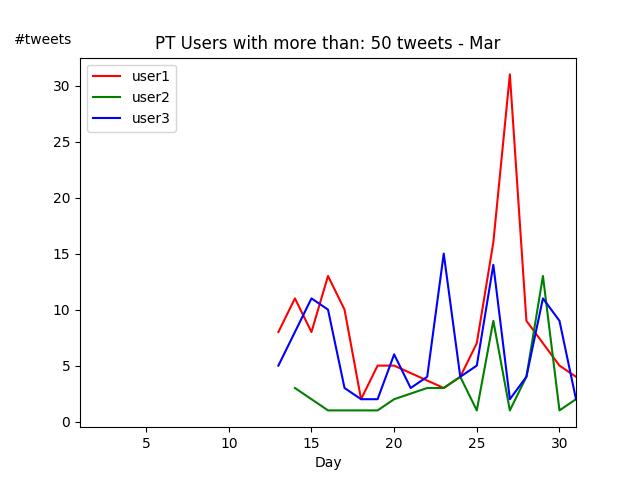 #tweets
PT Users with more than: 50 tweets - Mar
user1
user2
user3
30
25
20
15
10
5
0
5 10 15 20 25 30
Day